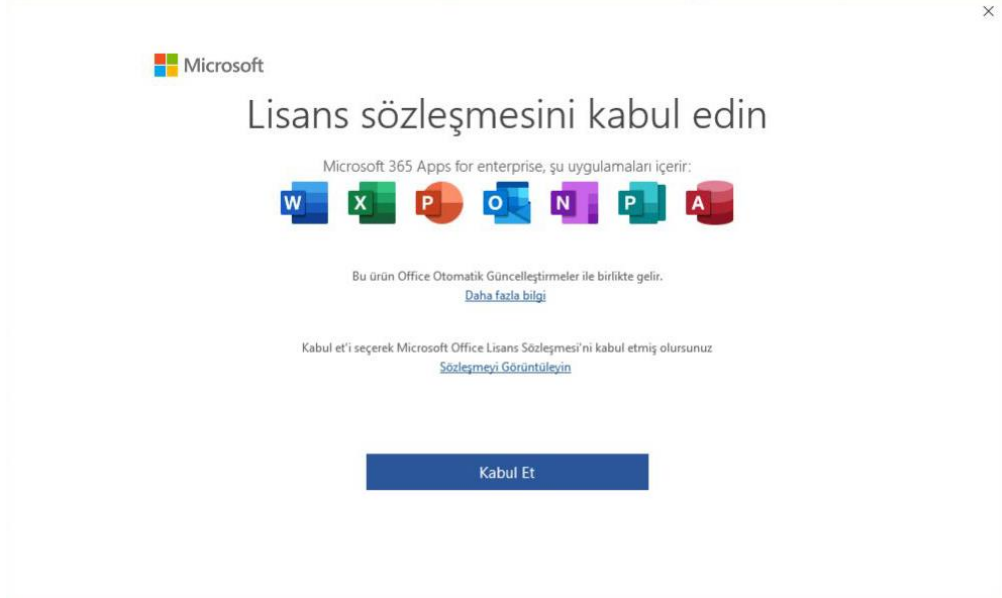 Microsoft
Lisans sözleşmesini kabul edin
Microsoft 365 Apps for enterprise, şu uygulamaları içerir:
W X P O N P A
Bu ürün Office Otomatik Güncelleştirmeler ile birlikte gelir.
Daha fazla bilgi
Kabul et'i seçerek Microsoft Office Lisans Sözleşmesi'ni kabul etmiş olursunuz
Sözleşmeyi Görüntüleyin
Kabul Et